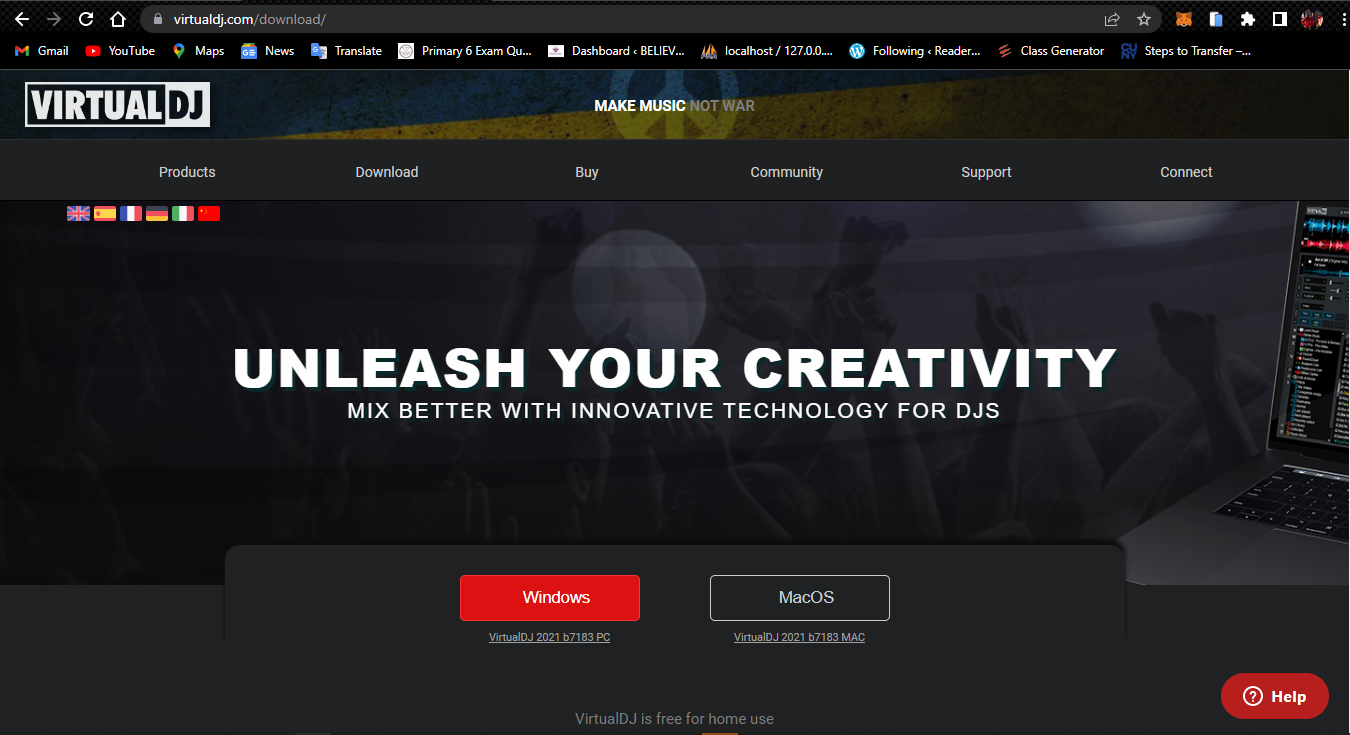 virtualdj.com/download/
Gmail
YouTube
Maps
News
Translate
Primary 6 Exam Qu...
Dashboard ‹ BELIEV...
localhost / 127.0.0....
Following ‹ Reader...
Class Generator
Steps to Transfer –...
VIRTUAL DJ
MAKE MUSIC NOT WAR
Products
Download
Buy
Community
Support
Connect
UNLEASH YOUR CREATIVITY
MIX BETTER WITH INNOVATIVE TECHNOLOGY FOR DJS
Windows
MacOS
VirtualDJ 2021 b7183 PC
VirtualDJ 2021 b7183 MAC
Help
VirtualDJ is free for home use